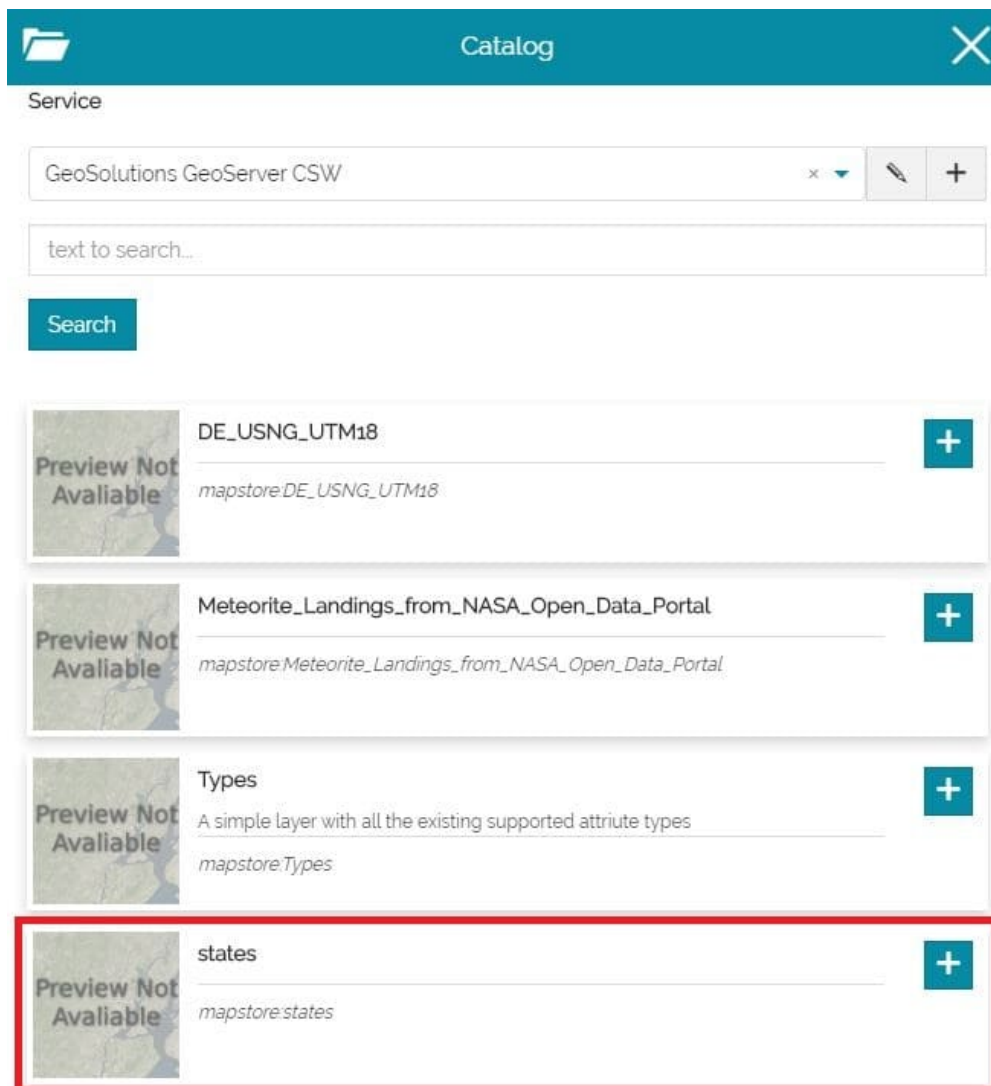 Catalog
Service
GeoSolutions GeoServer CSW
text to search...
Search
DE_USNG_UTM18
Preview Not
Avaliable
mapstore:DE_USNG_UTM18
Meteorite_Landings_from_NASA_Open_Data_Portal
Preview Not
Avaliable
mapstore:Meteorite_Landings_from_NASA_Open_Data_Portal
Types
Preview Not
Avaliable
A simple layer with all the existing supported attriute types
mapstore:Types
states
Preview Not
Avaliable
mapstore:states